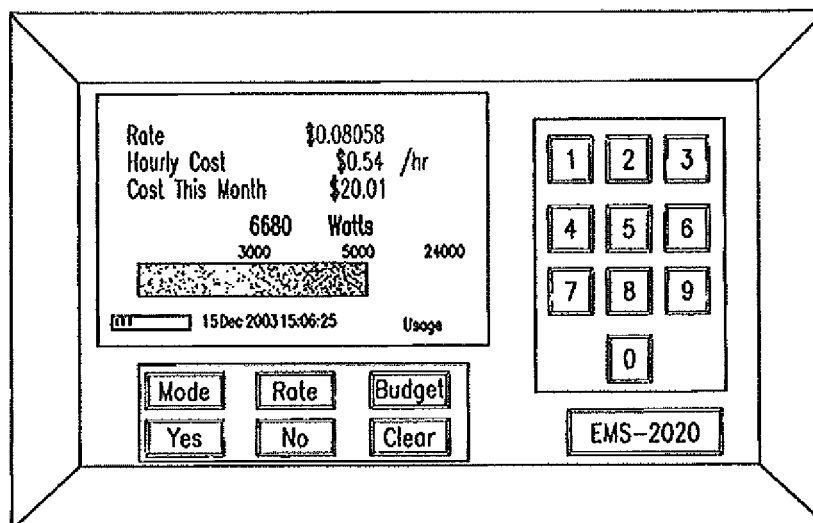 Rate $0.08058
Hourly Cost $0.54 /hr
Cost This Month $20.01
6680 Watts
3000 5000 24000
15 Dec 2003 15:06:25 Usage
Mode Rate Budget
Yes No Clear
1 2 3
4 5 6
7 8 9
0
EMS-2020